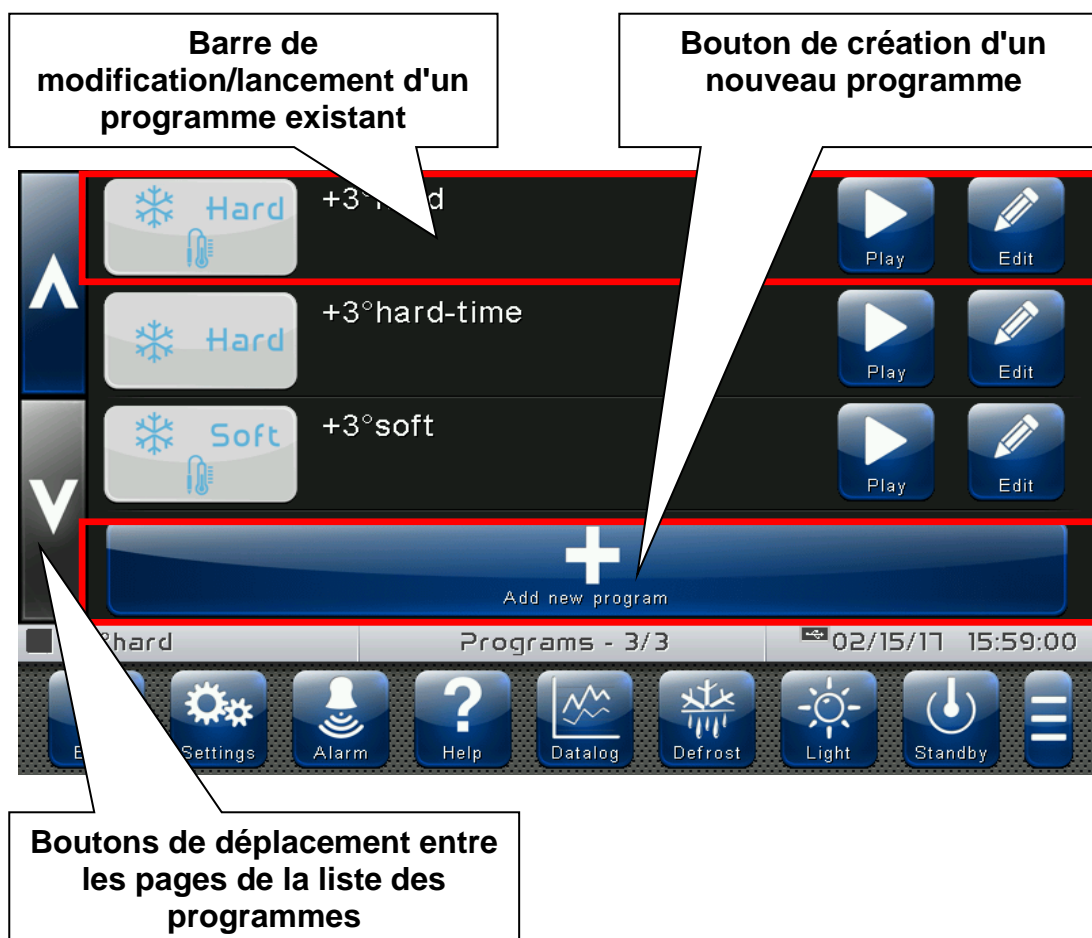 Barre de
modification/lancement d'un
programme existant
Bouton de création d'un
nouveau programme
Hard
Play
Edit
Hard
+3°hard-time
Play
Edit
Soft
+3°soft
Play
Edit
Add new program
hard
Programs - 3/3
02/15/17 15:59:00
Settings
Alarm
Help
Datalog
Defrost
Light
Standby
Boutons de déplacement entre
les pages de la liste des
programmes